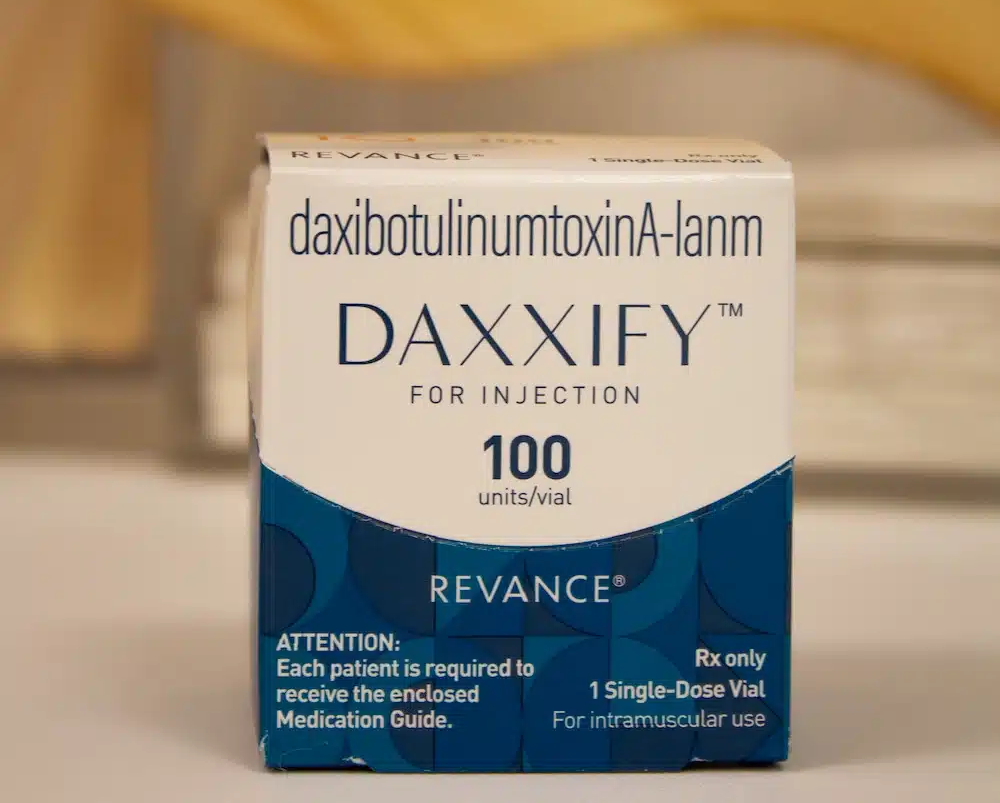 REVANCE®
Rx only
1 Single-Dose Vial
daxibotulinumtoxinA-lanm
DAXXIFY™
FOR INJECTION
100
units/vial
REVANCE®
ATTENTION:
Each patient is required to
receive the enclosed
Medication Guide.
Rx only
1 Single-Dose Vial
For intramuscular use